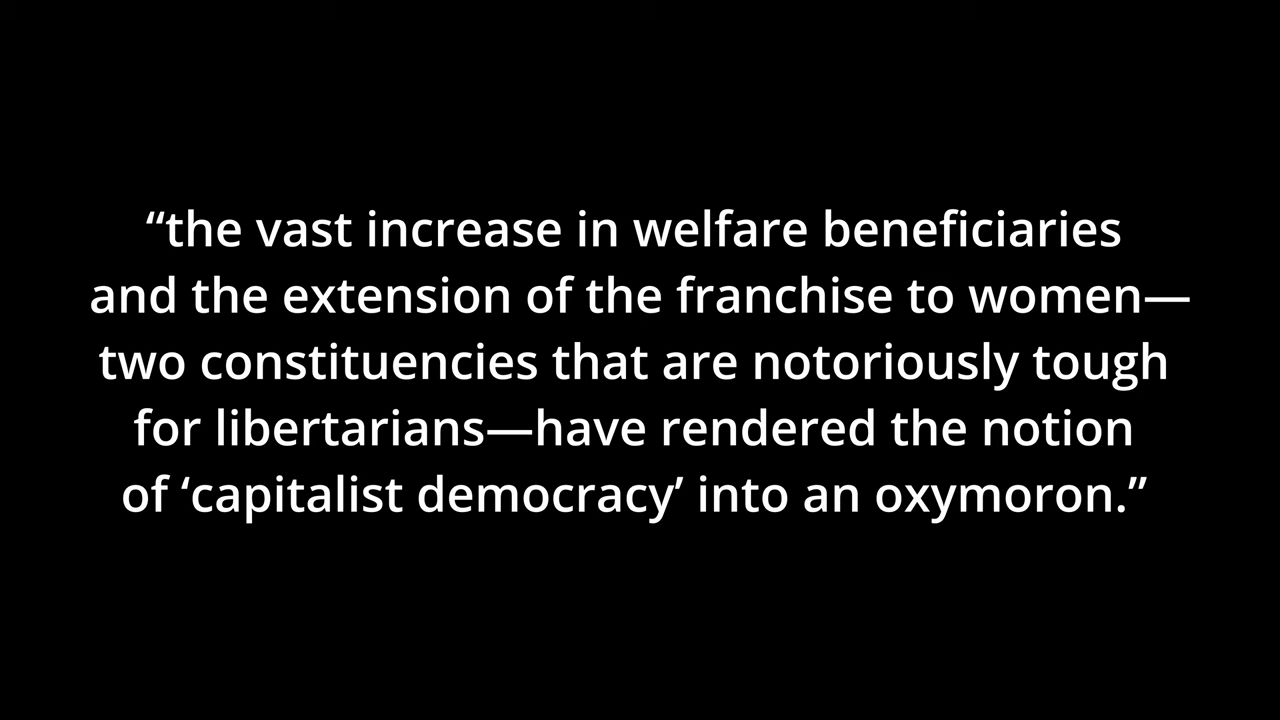 “the vast increase in welfare beneficiaries
and the extension of the franchise to women—
two constituencies that are notoriously tough
for libertarians—have rendered the notion
of ‘capitalist democracy’ into an oxymoron.”